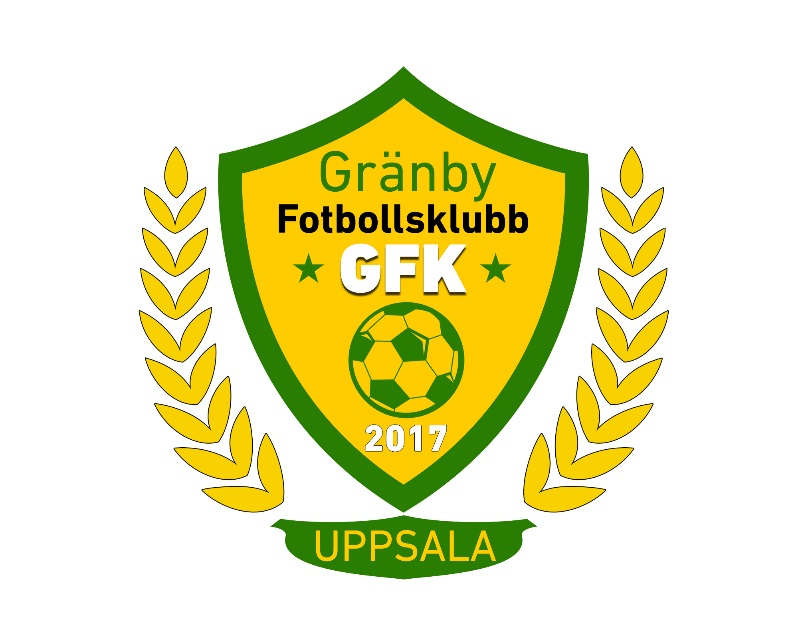 Gränby
Fotbollsklubb
GFK
2017
UPPSALA